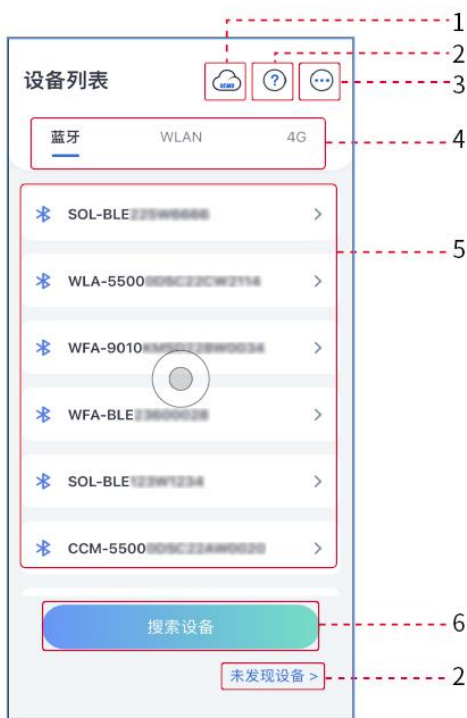 1
2
设备列表
DEMO
?
3
蓝牙 WLAN 4G
4
SOL-BLE
5
WLA-5500
WFA-9010
WFA-BLE
SOL-BLE
CCM-5500
搜索设备
6
未发现设备 >
2